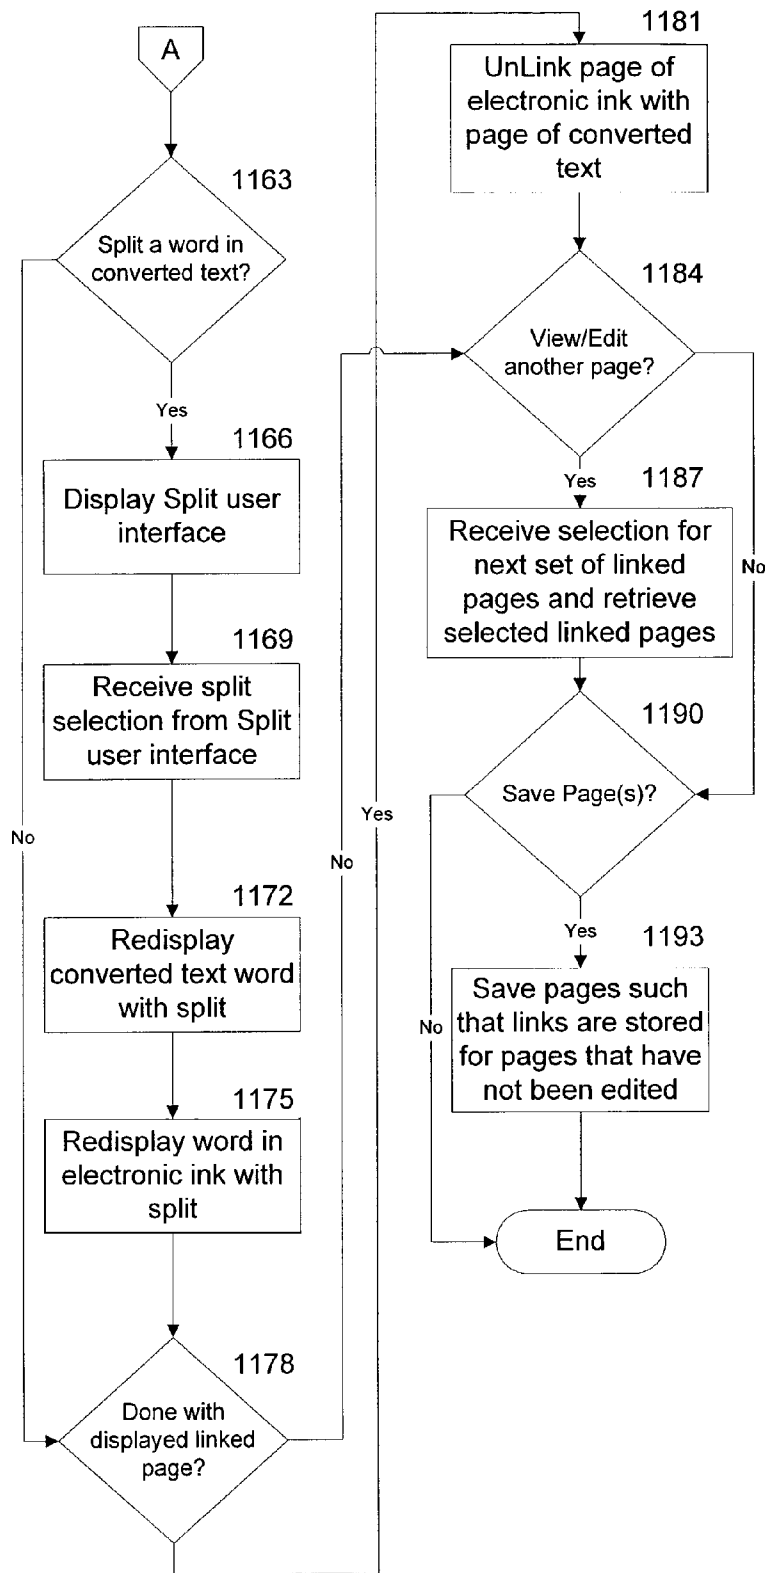 A
1163
Split a word in
converted text?
Yes
1166
Display Split user
interface
1169
Receive split
selection from Split
user interface
No
1172
Redisplay
converted text word
with split
1175
Redisplay word in
electronic ink with
split
1178
Done with
displayed linked
page?
No
Yes
1181
UnLink page of
electronic ink with
page of converted
text
1184
View/Edit
another page?
Yes
1187
Receive selection for
next set of linked
pages and retrieve
selected linked pages
No
1190
Save Page(s)?
Yes
1193
Save pages such
that links are stored
for pages that have
not been edited
No
End